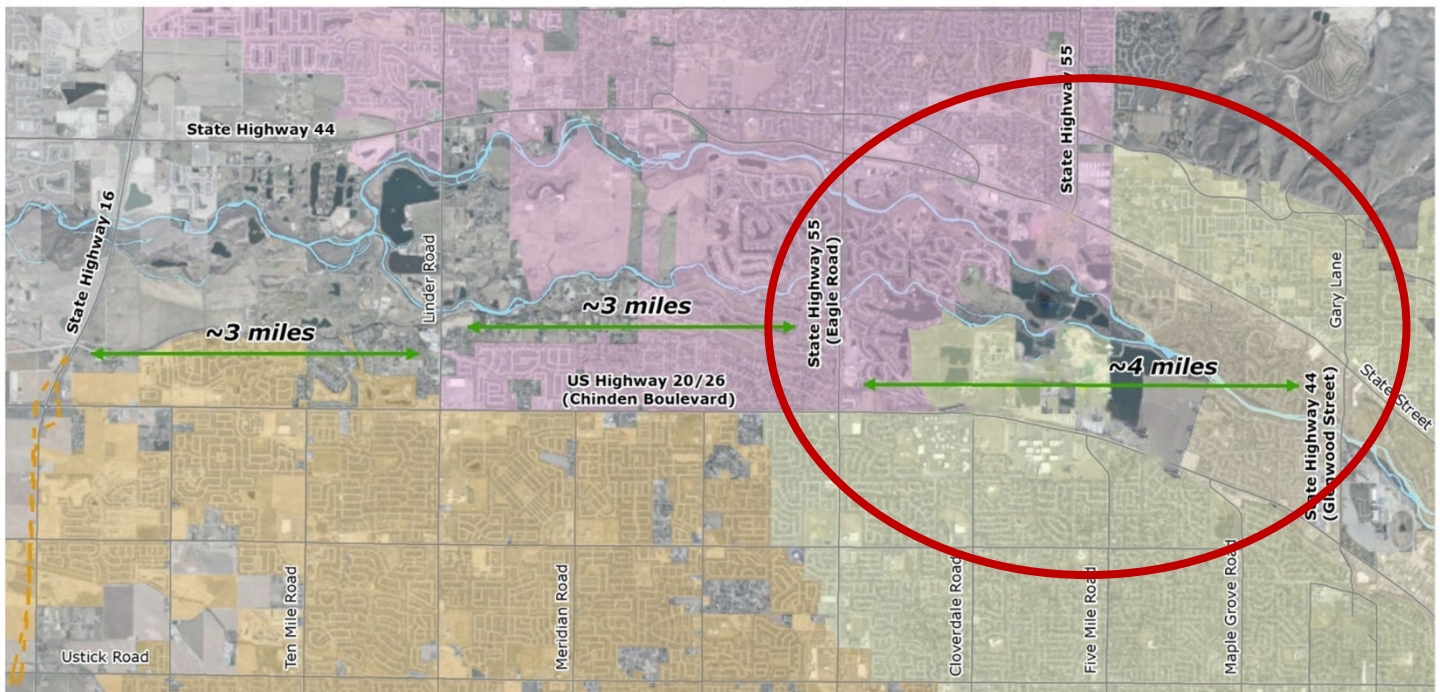 State Highway 44
State Highway 16
Linder Road
State Highway 55
State Highway 55
(Eagle Road)
Gary Lane
~3 miles
~3 miles
~4 miles
US Highway 20/26
(Chinden Boulevard)
State Street
State Highway 44
(Glenwood Street)
Ustick Road
Ten Mile Road
Meridian Road
Cloverdale Road
Five Mile Road
Maple Grove Road